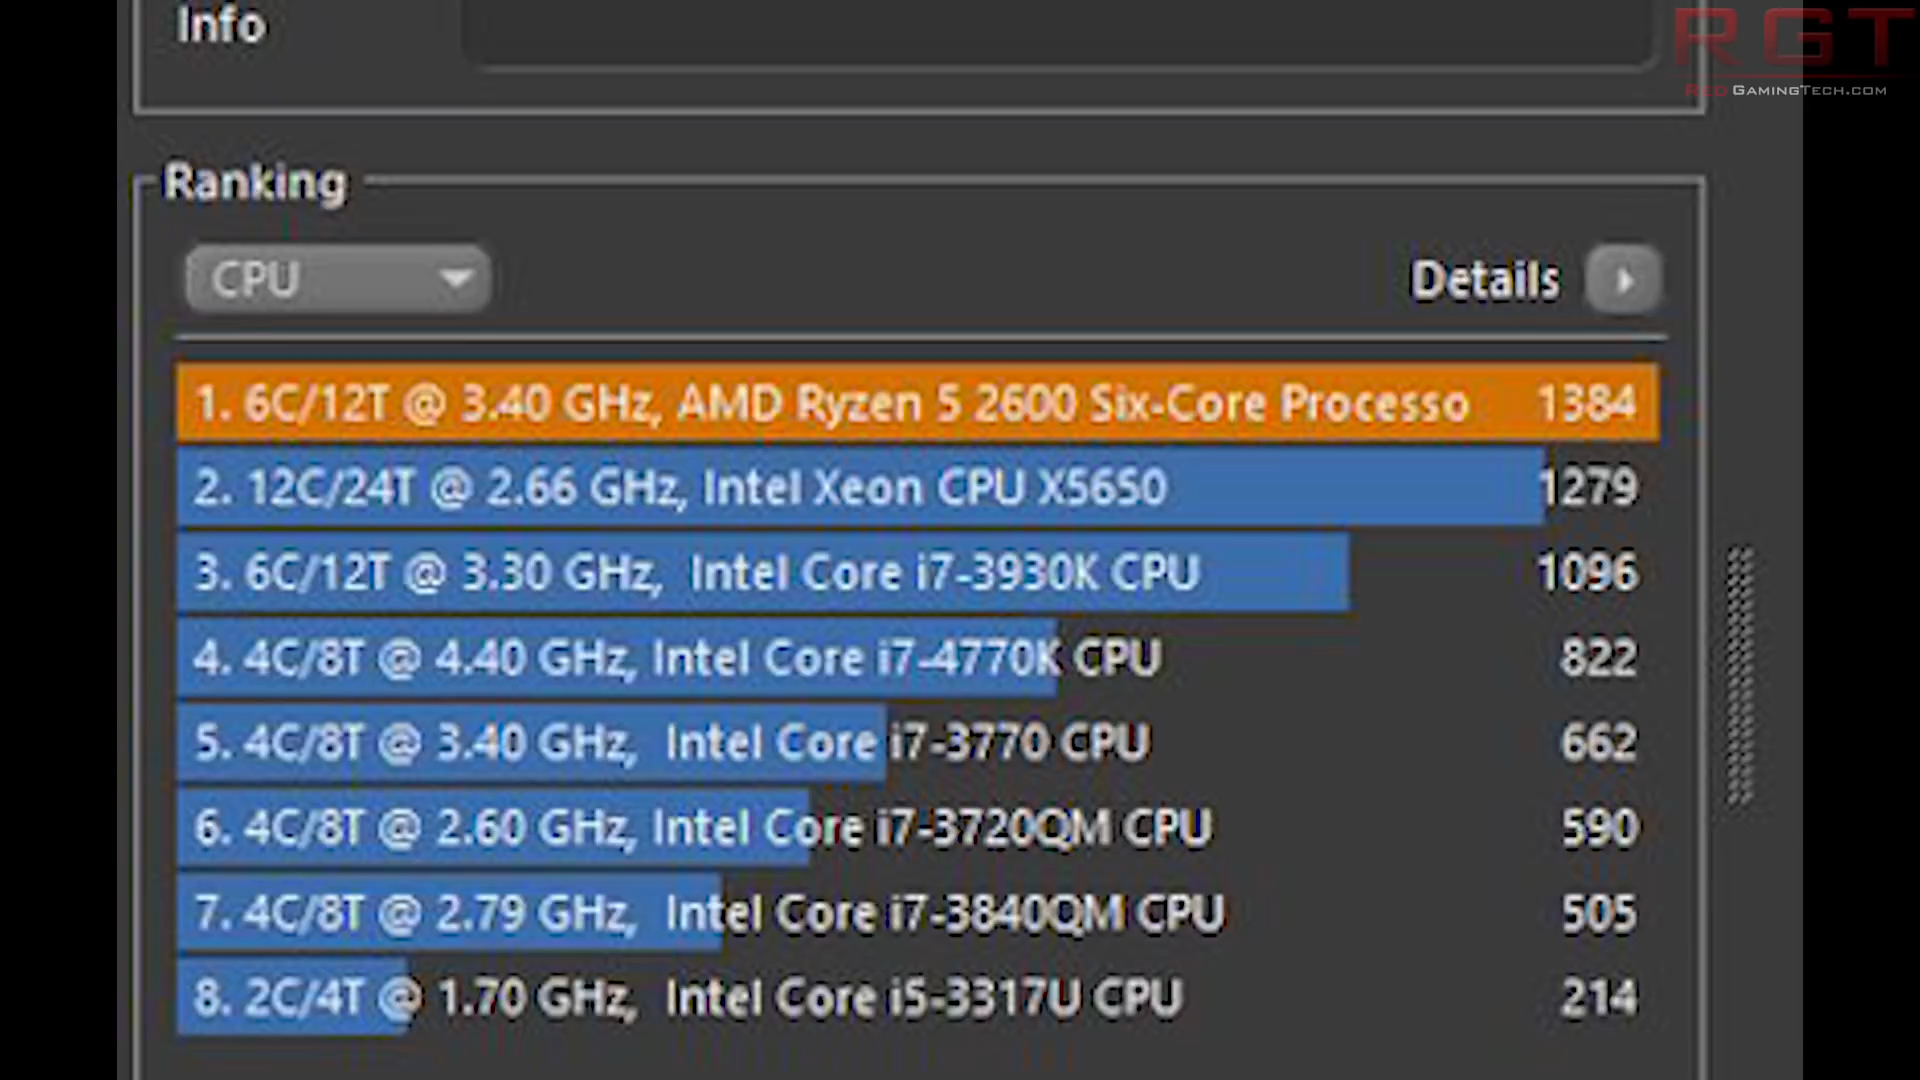 Info
RGT
RED GAMINGTECH.COM
Ranking
CPU
Details
1. 6C/12T @ 3.40 GHz, AMD Ryzen 5 2600 Six-Core Processo 1384
2. 12C/24T @ 2.66 GHz, Intel Xeon CPU X5650 1279
3. 6C/12T @ 3.30 GHz,  Intel Core i7-3930K CPU 1096
4. 4C/8T @ 4.40 GHz, Intel Core i7-4770K CPU 822
5. 4C/8T @ 3.40 GHz,  Intel Core i7-3770 CPU 662
6. 4C/8T @ 2.60 GHz, Intel Core i7-3720QM CPU 590
7. 4C/8T @ 2.79 GHz,  Intel Core i7-3840QM CPU 505
8. 2C/4T @ 1.70 GHz,  Intel Core i5-3317U CPU 214